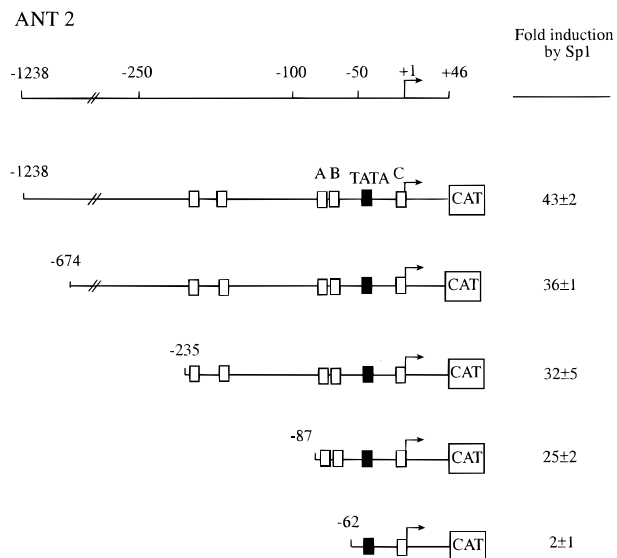 ANT 2
Fold induction
by Sp1
-1238 -250 -100 -50 +1 +46
-1238 A B TATA C CAT 43±2
-674 CAT 36±1
-235 CAT 32±5
-87 CAT 25±2
-62 CAT 2±1